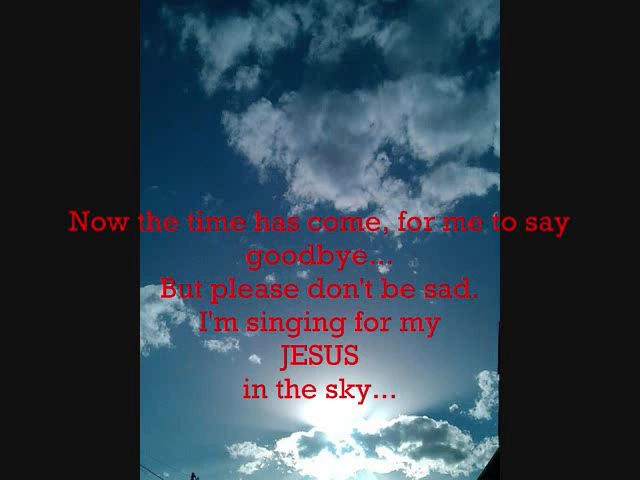 Now the time has come, for me to say
goodbye...
But please don't be sad.
I'm singing for my
JESUS
in the sky...